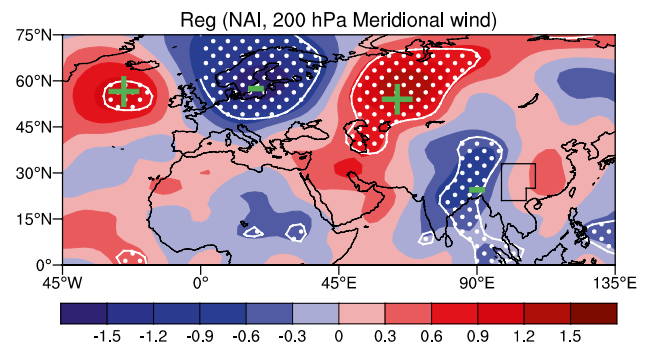 Reg (NAI, 200 hPa Meridional wind)
75°N
60°N
45°N
30°N
15°N
0°
45°W 0° 45°E 90°E 135°E
-1.5 -1.2 -0.9 -0.6 -0.3 0 0.3 0.6 0.9 1.2 1.5